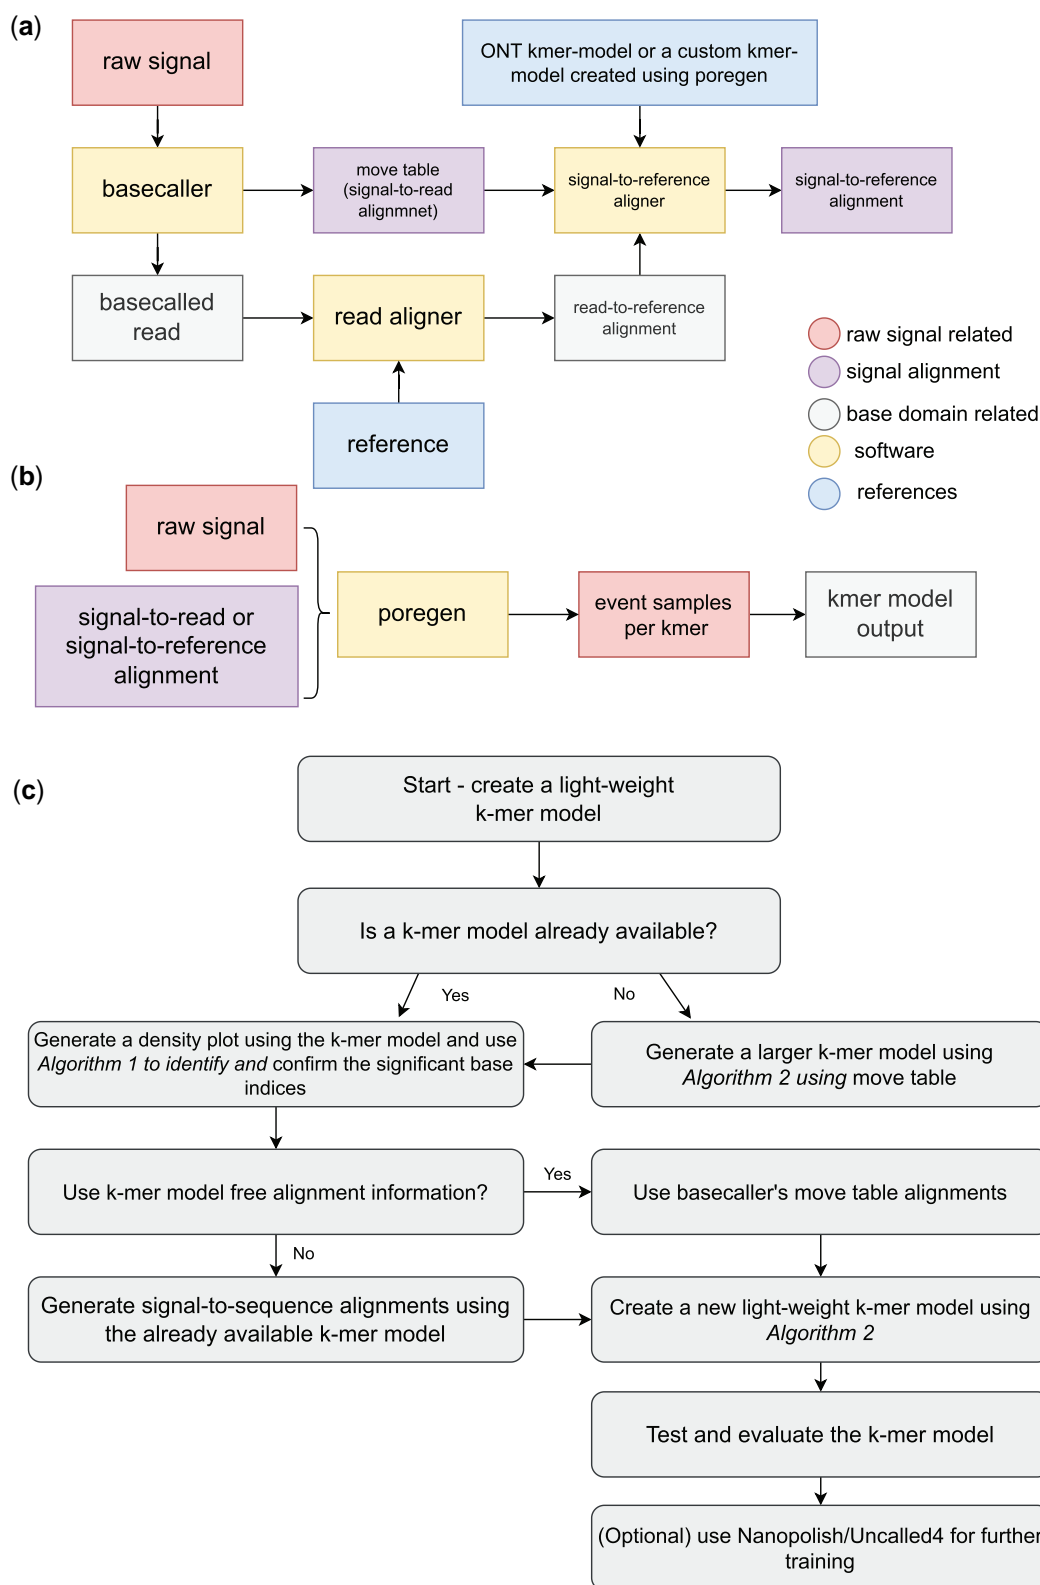 (a)
raw signal
ONT kmer-model or a custom kmer-
model created using poregen
basecaller
move table
(signal-to-read
alignmnet)
signal-to-reference
aligner
signal-to-reference
alignment
basecalled
read
read aligner
read-to-reference
alignment
reference
raw signal related
signal alignment
base domain related
software
references
(b)
raw signal
signal-to-read or
signal-to-reference
alignment
poregen
event samples
per kmer
kmer model
output
(c)
Start - create a light-weight
k-mer model
Is a k-mer model already available?
Yes
No
Generate a density plot using the k-mer model and use
Algorithm 1 to identify and confirm the significant base
indices
Generate a larger k-mer model using
Algorithm 2 using move table
Use k-mer model free alignment information?
Yes
Use basecaller's move table alignments
No
Generate signal-to-sequence alignments using
the already available k-mer model
Create a new light-weight k-mer model using
Algorithm 2
Test and evaluate the k-mer model
(Optional) use Nanopolish/Uncalled4 for further
training